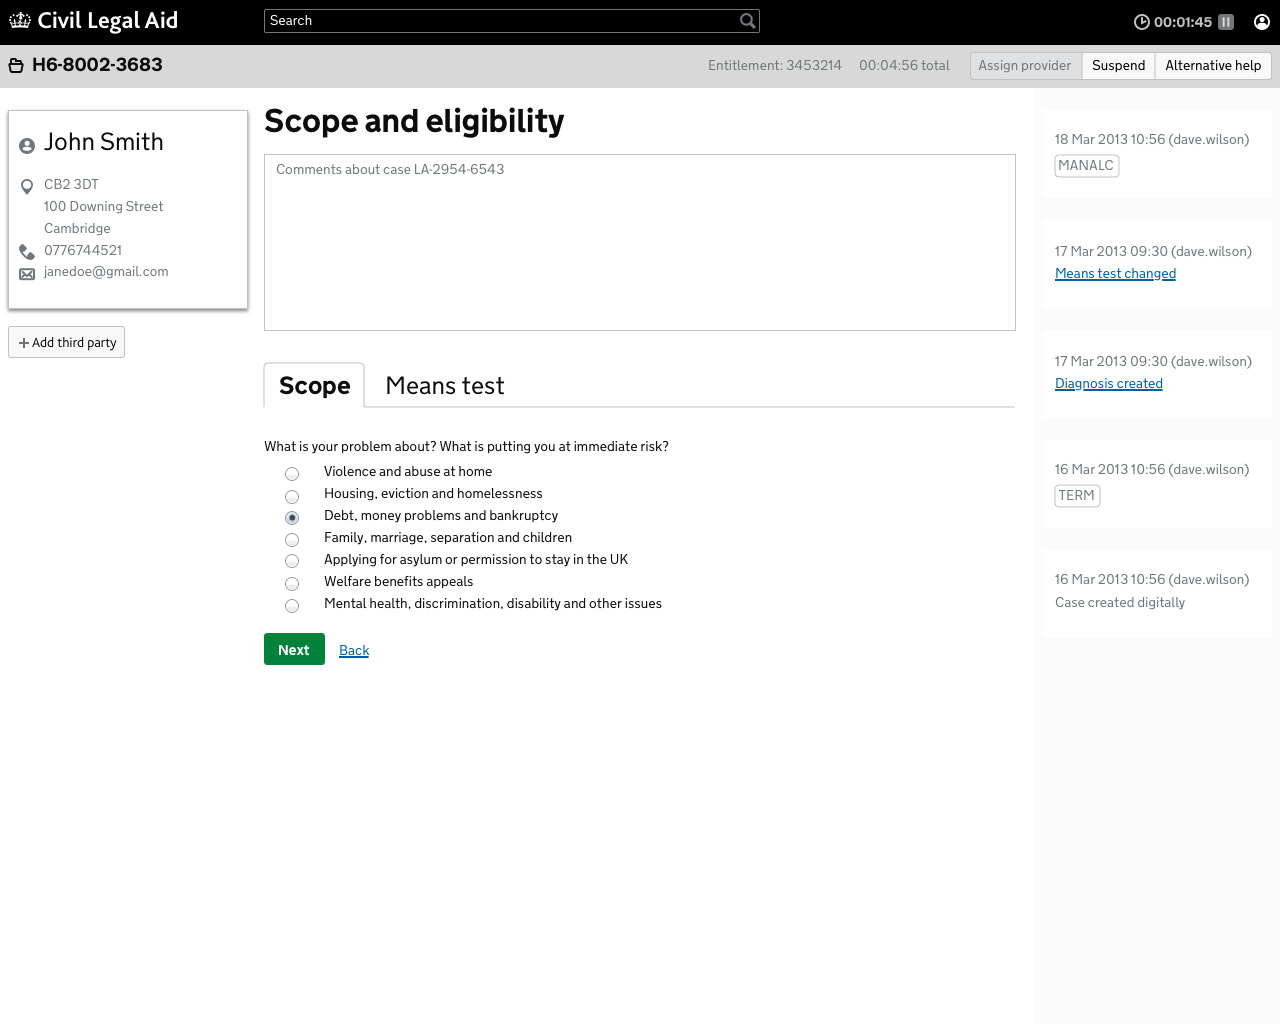 Civil Legal Aid
Search
00:01:45
H6-8002-3683
Entitlement: 3453214
00:04:56 total
Assign provider
Suspend
Alternative help
John Smith
CB2 3DT
100 Downing Street
Cambridge
0776744521
janedoe@gmail.com
Add third party
Scope and eligibility
Comments about case LA-2954-6543
Scope
Means test
What is your problem about? What is putting you at immediate risk?
Violence and abuse at home
Housing, eviction and homelessness
Debt, money problems and bankruptcy
Family, marriage, separation and children
Applying for asylum or permission to stay in the UK
Welfare benefits appeals
Mental health, discrimination, disability and other issues
Next
Back
18 Mar 2013 10:56 (dave.wilson)
MANALC
17 Mar 2013 09:30 (dave.wilson)
Means test changed
17 Mar 2013 09:30 (dave.wilson)
Diagnosis created
16 Mar 2013 10:56 (dave.wilson)
TERM
16 Mar 2013 10:56 (dave.wilson)
Case created digitally